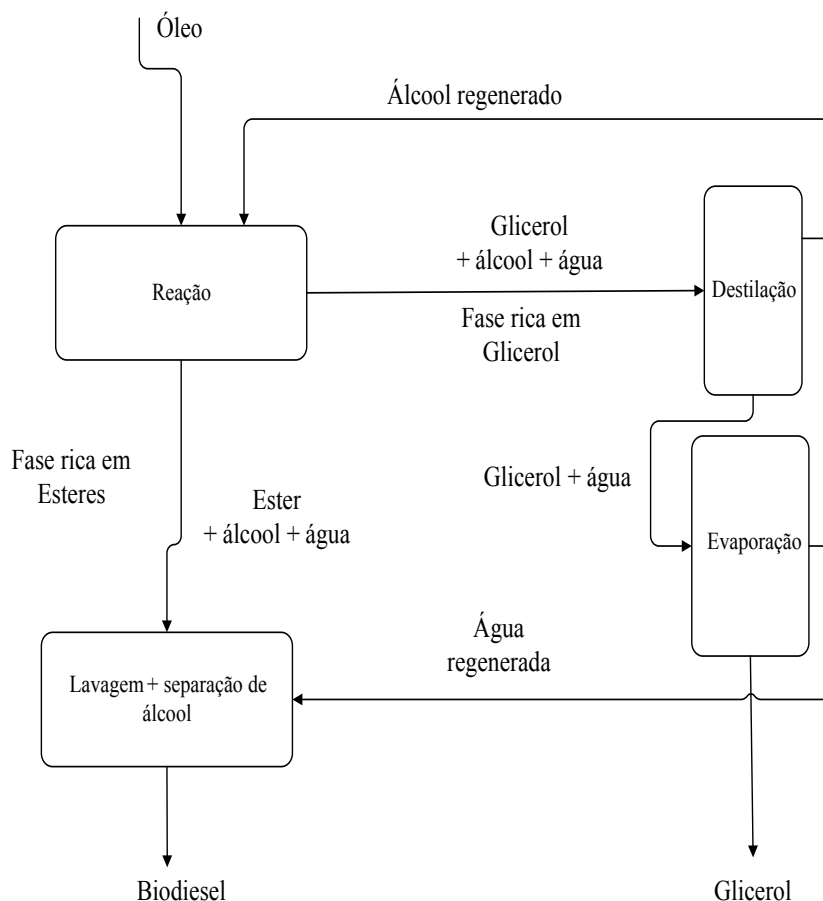 Óleo
Álcool regenerado
Glicerol
+ álcool + água
Reação
Destilação
Fase rica em
Glicerol
Fase rica em
Esteres
Glicerol + água
Ester
+ álcool + água
Evaporação
Água
regenerada
Lavagem + separação de
álcool
Biodiesel
Glicerol